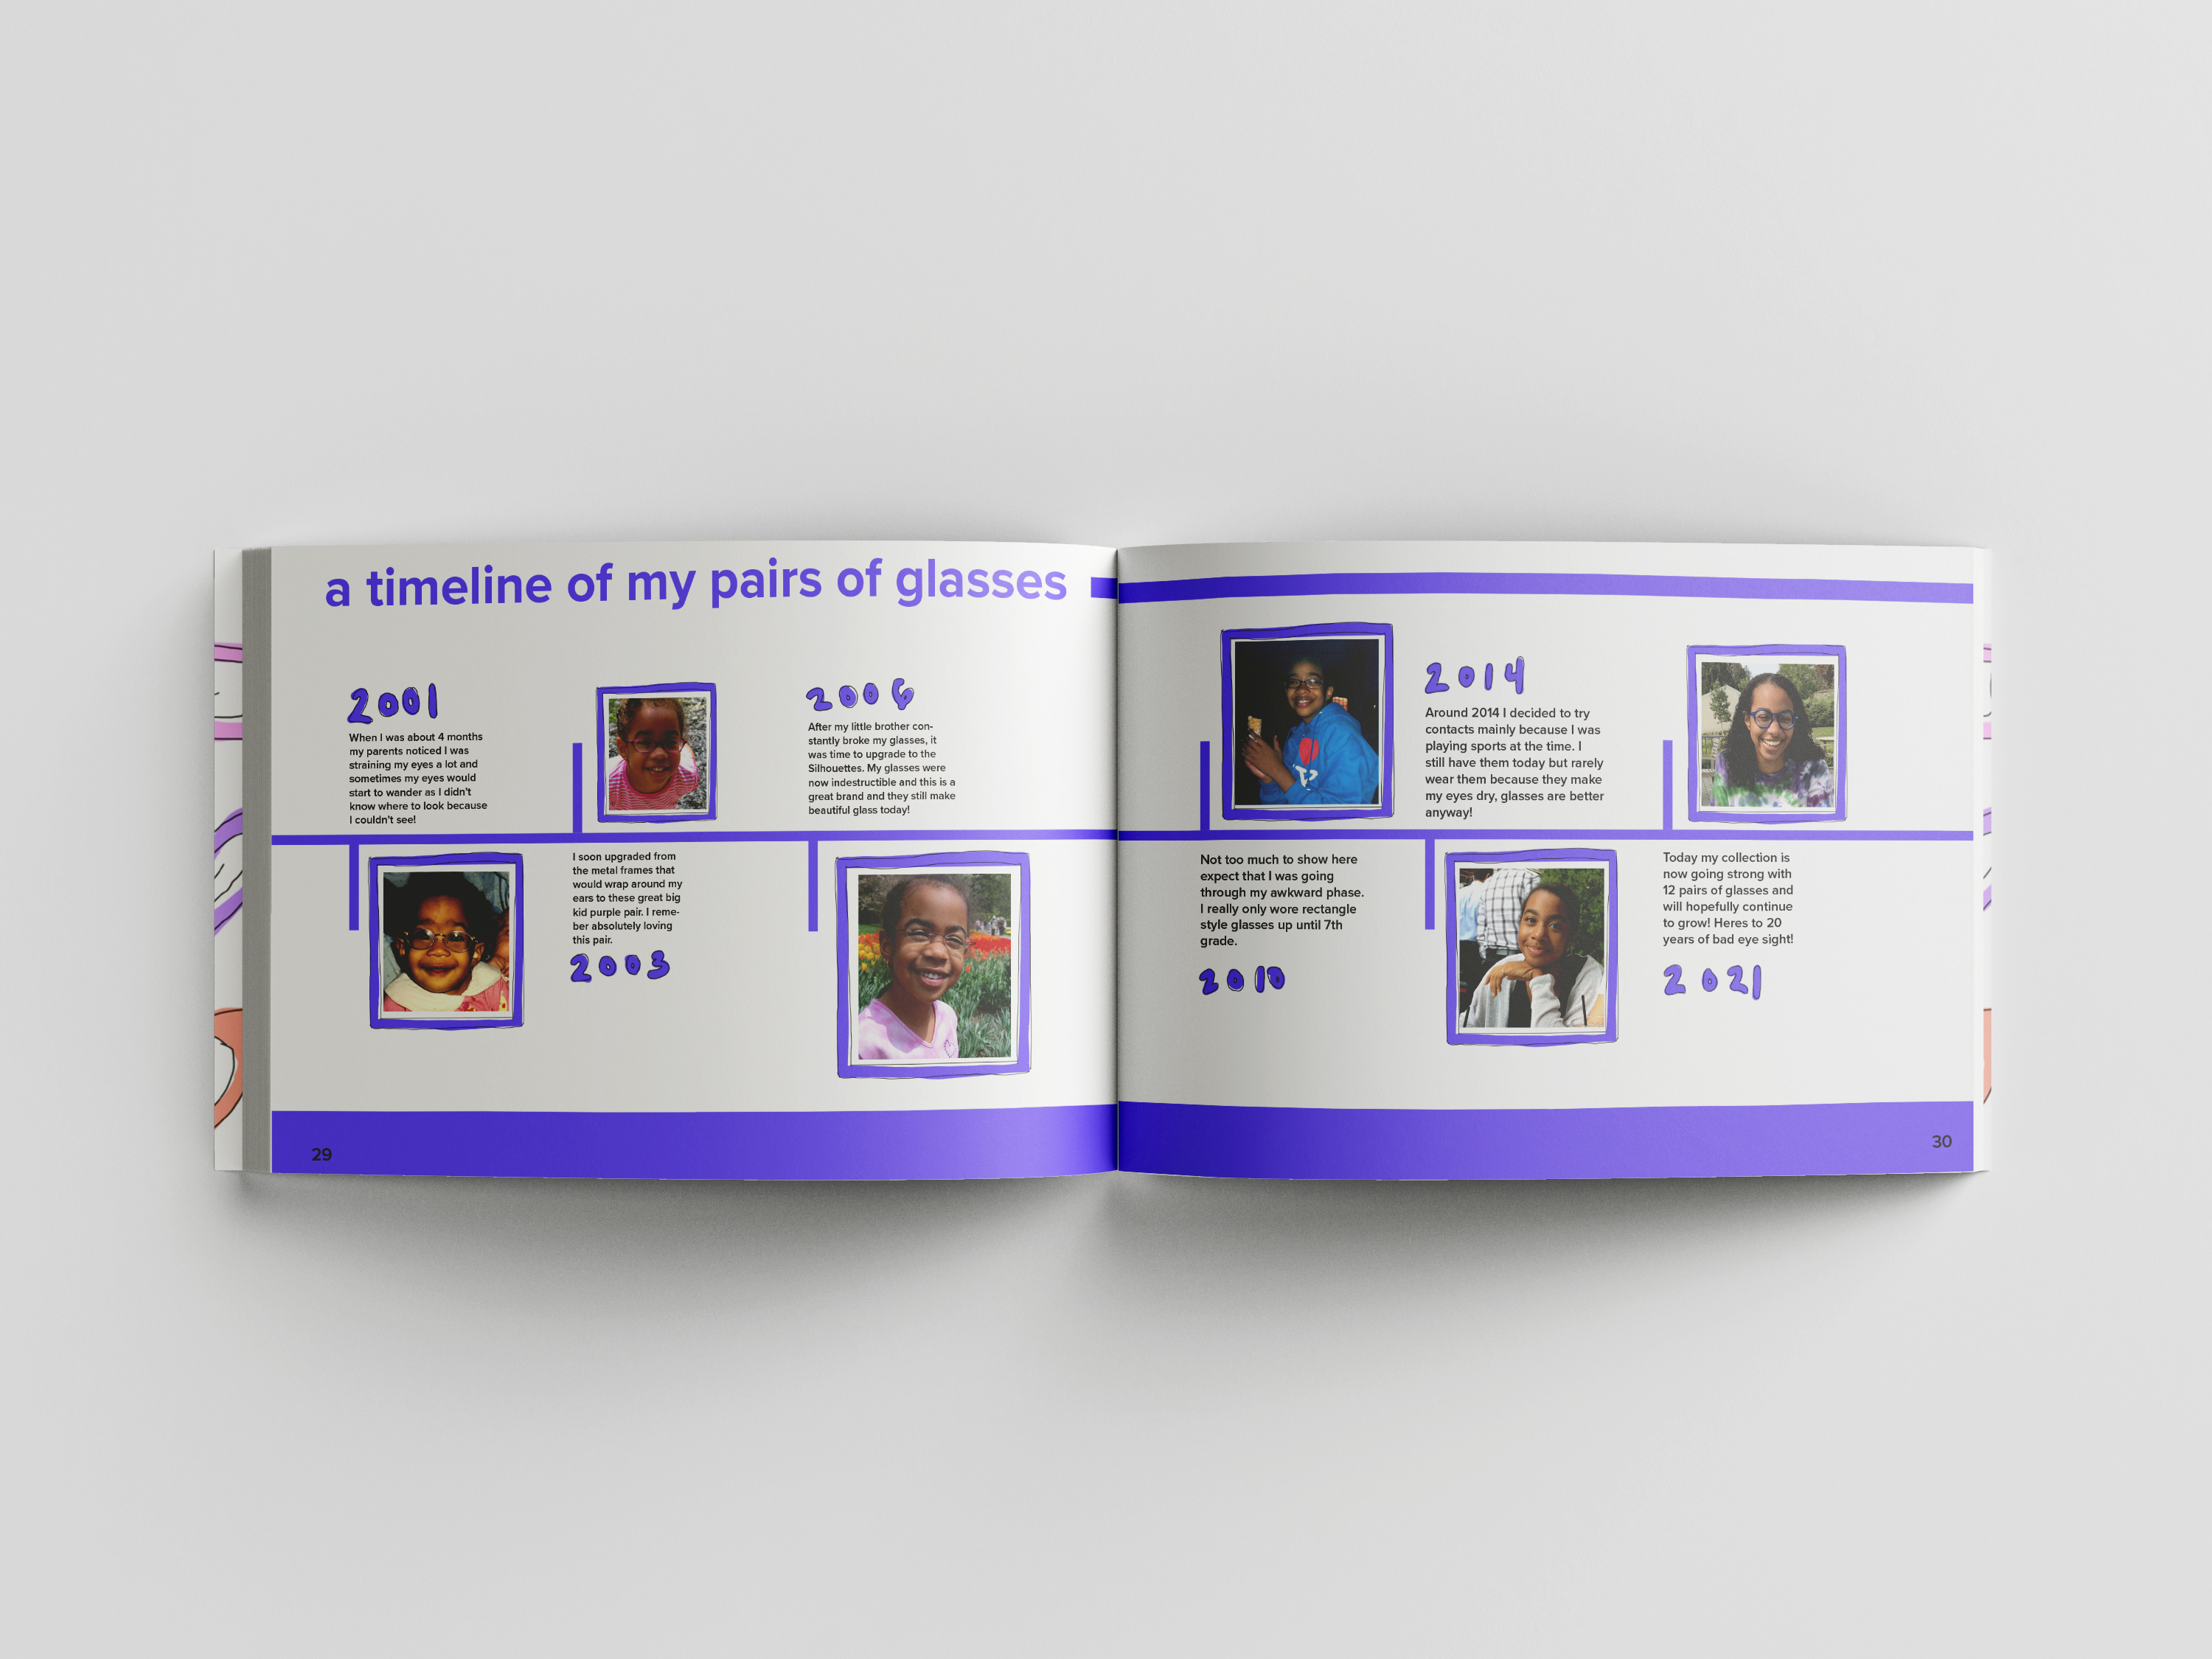 a timeline of my pairs of glasses
2001
When I was about 4 months
my parents noticed I was
straining my eyes a lot and
sometimes my eyes would
start to wander as I didn't
know where to look because
I couldn't see!
I soon upgraded from
the metal frames that
would wrap around my
ears to these great big
kid purple pair. I reme-
ber absolutely loving
this pair.
2003
2006
After my little brother con-
stantly broke my glasses, it
was time to upgrade to the
Silhouettes. My glasses were
now indestructible and this is a
great brand and they still make
beautiful glass today!
29
Not too much to show here
expect that I was going
through my awkward phase.
I really only wore rectangle
style glasses up until 7th
grade.
2010
2014
Around 2014 I decided to try
contacts mainly because I was
playing sports at the time. I
still have them today but rarely
wear them because they make
my eyes dry, glasses are better
anyway!
Today my collection is
now going strong with
12 pairs of glasses and
will hopefully continue
to grow! Heres to 20
years of bad eye sight!
2021
30